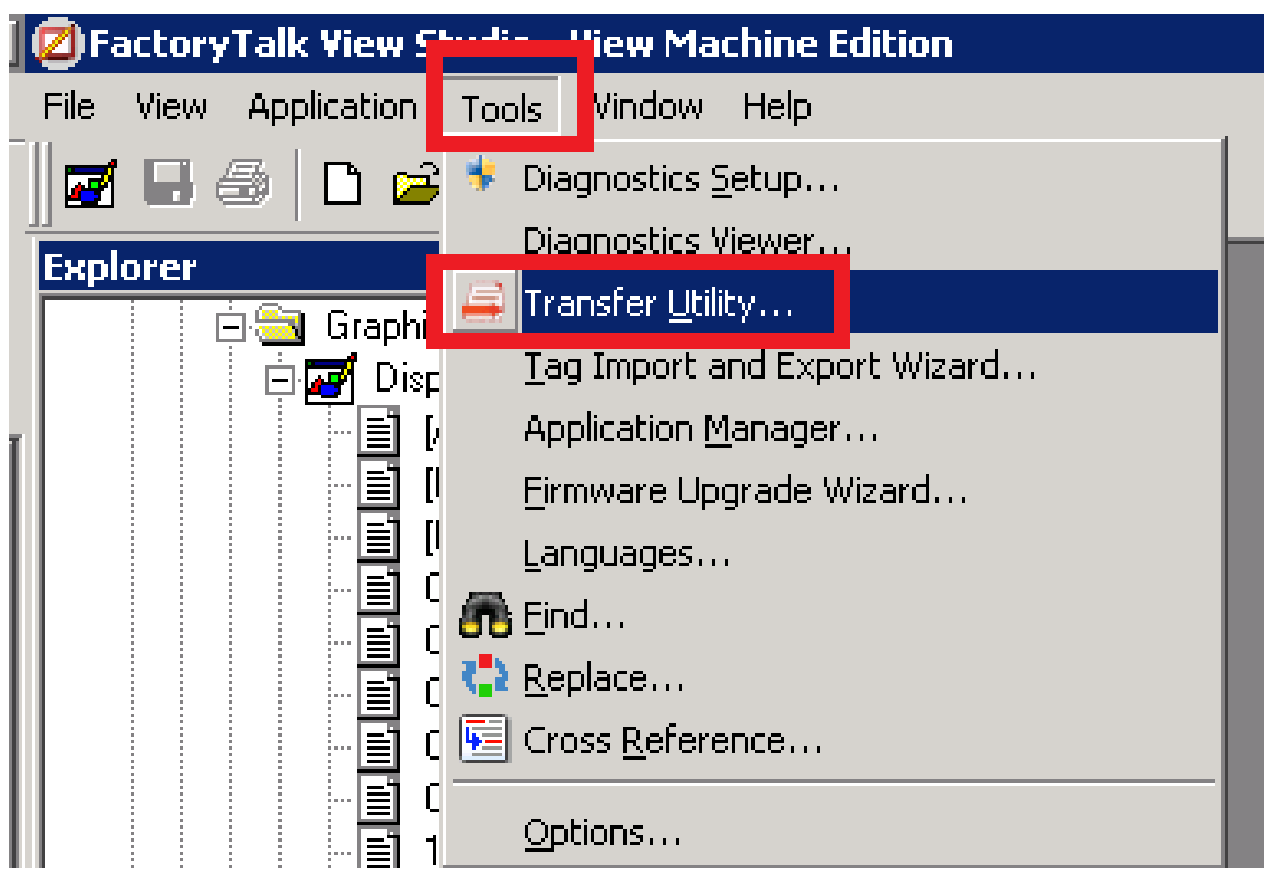 FactoryTalk View Studio - View Machine Edition
File View Application Tools Window Help
Diagnostics Setup...
Diagnostics Viewer...
Explorer
Transfer Utility...
Tag Import and Export Wizard...
Application Manager...
Firmware Upgrade Wizard...
Languages...
Find...
Replace...
Cross Reference...
Options...